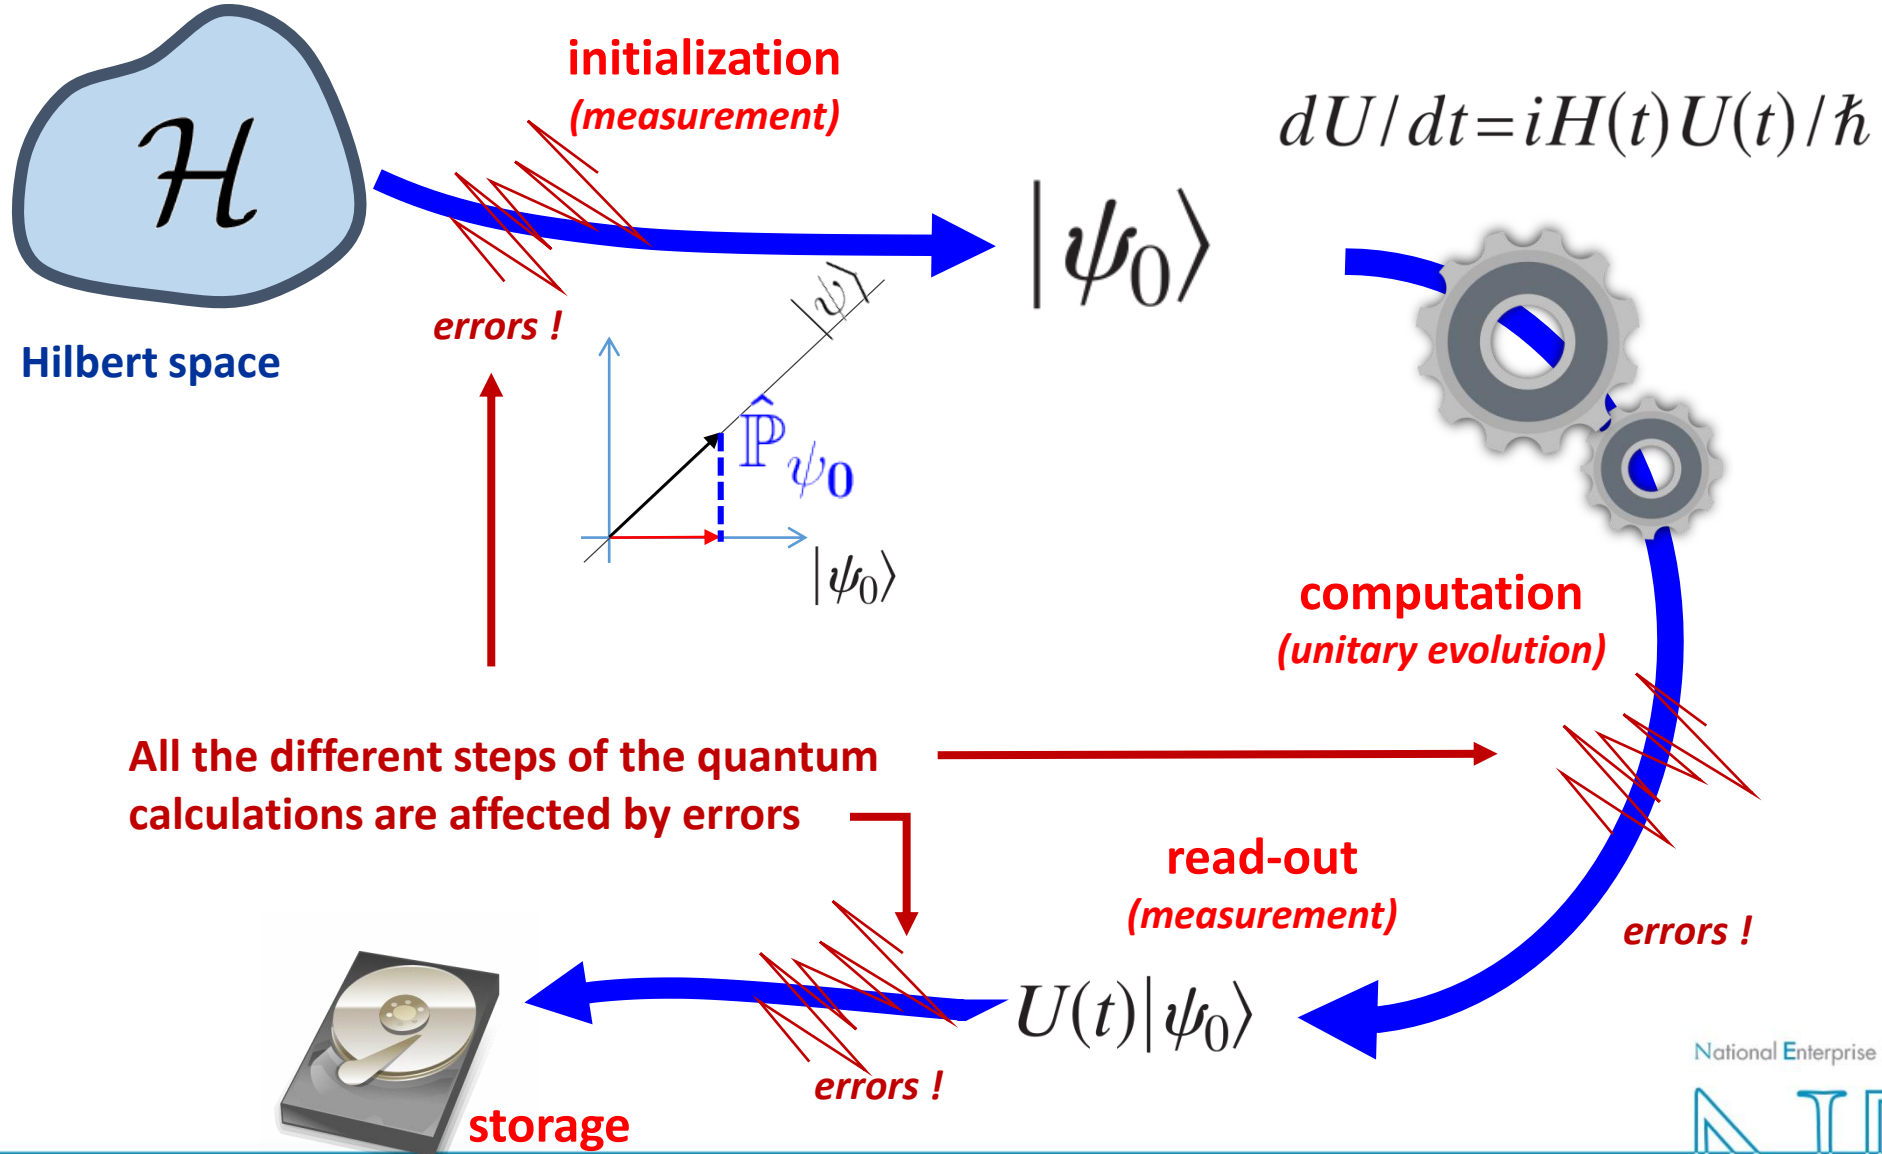 initialization
(measurement)
dU/dt=iH(t)U(t)/ℏ
ℋ
|ψ₀⟩
|ψ⟩
errors !
Hilbert space
ℙ̂ψ₀
|ψ₀⟩
computation
(unitary evolution)
All the different steps of the quantum
calculations are affected by errors
read-out
(measurement)
errors !
U(t)|ψ₀⟩
errors !
storage
National Enterprise